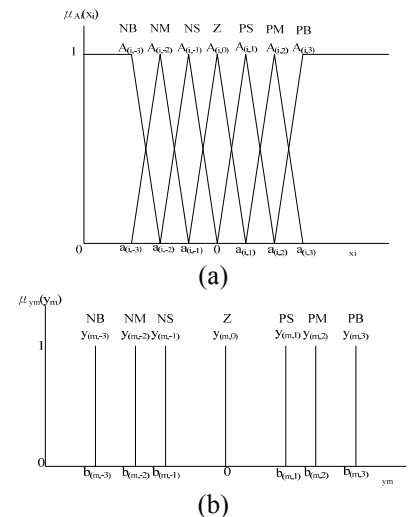 μAi(xi)
NB NM NS Z PS PM PB
A(i,-3) A(i,-2) A(i,-1) A(i,0) A(i,1) A(i,2) A(i,3)
1
0 a(i,-3) a(i,-2) a(i,-1) 0 a(i,1) a(i,2) a(i,3) xi
(a)
μym(ym)
NB NM NS Z PS PM PB
y(m,-3) y(m,-2) y(m,-1) y(m,0) y(m,1) y(m,2) y(m,3)
1
0
b(m,-3) b(m,-2) b(m,-1) 0 b(m,1) b(m,2) b(m,3)
ym
(b)